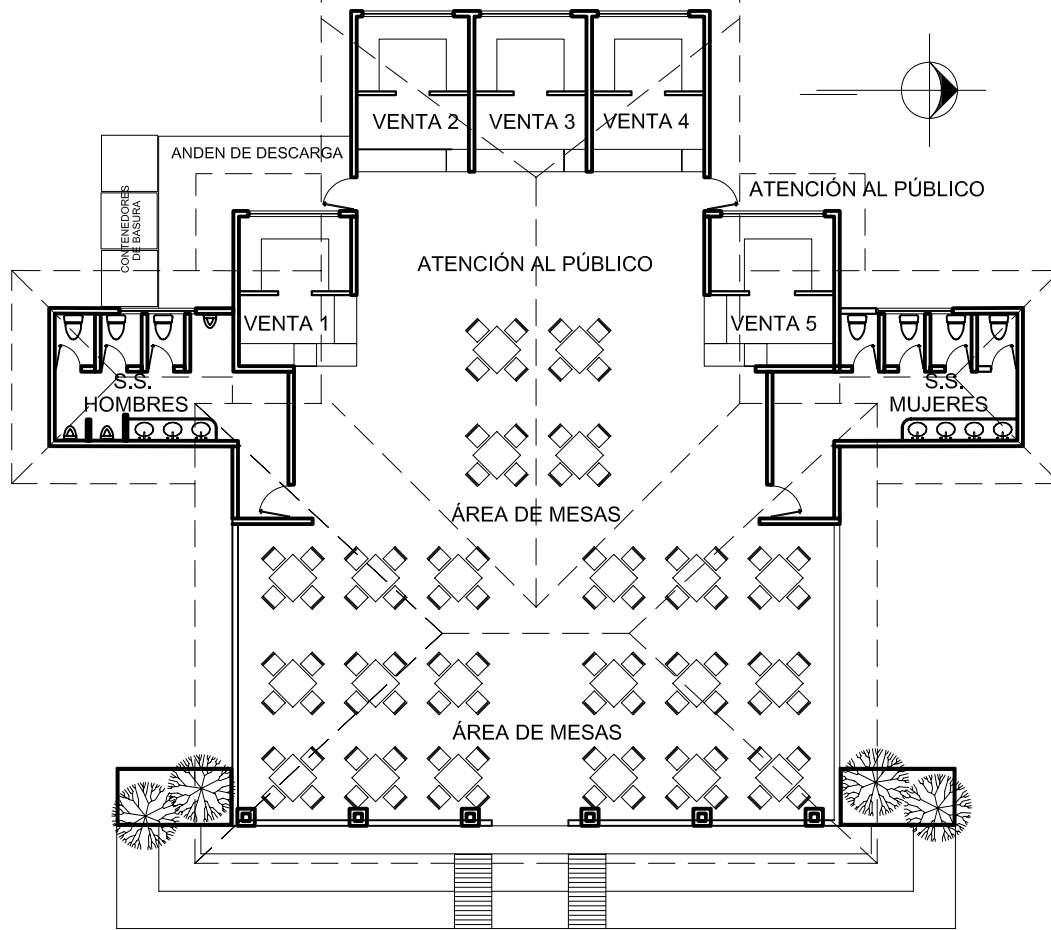 VENTA 2
VENTA 3
VENTA 4
ANDEN DE DESCARGA
CONTENEDORES
DE BASURA
ATENCIÓN AL PÚBLICO
ATENCIÓN AL PÚBLICO
VENTA 1
VENTA 5
S.S.
HOMBRES
S.S.
MUJERES
ÁREA DE MESAS
ÁREA DE MESAS